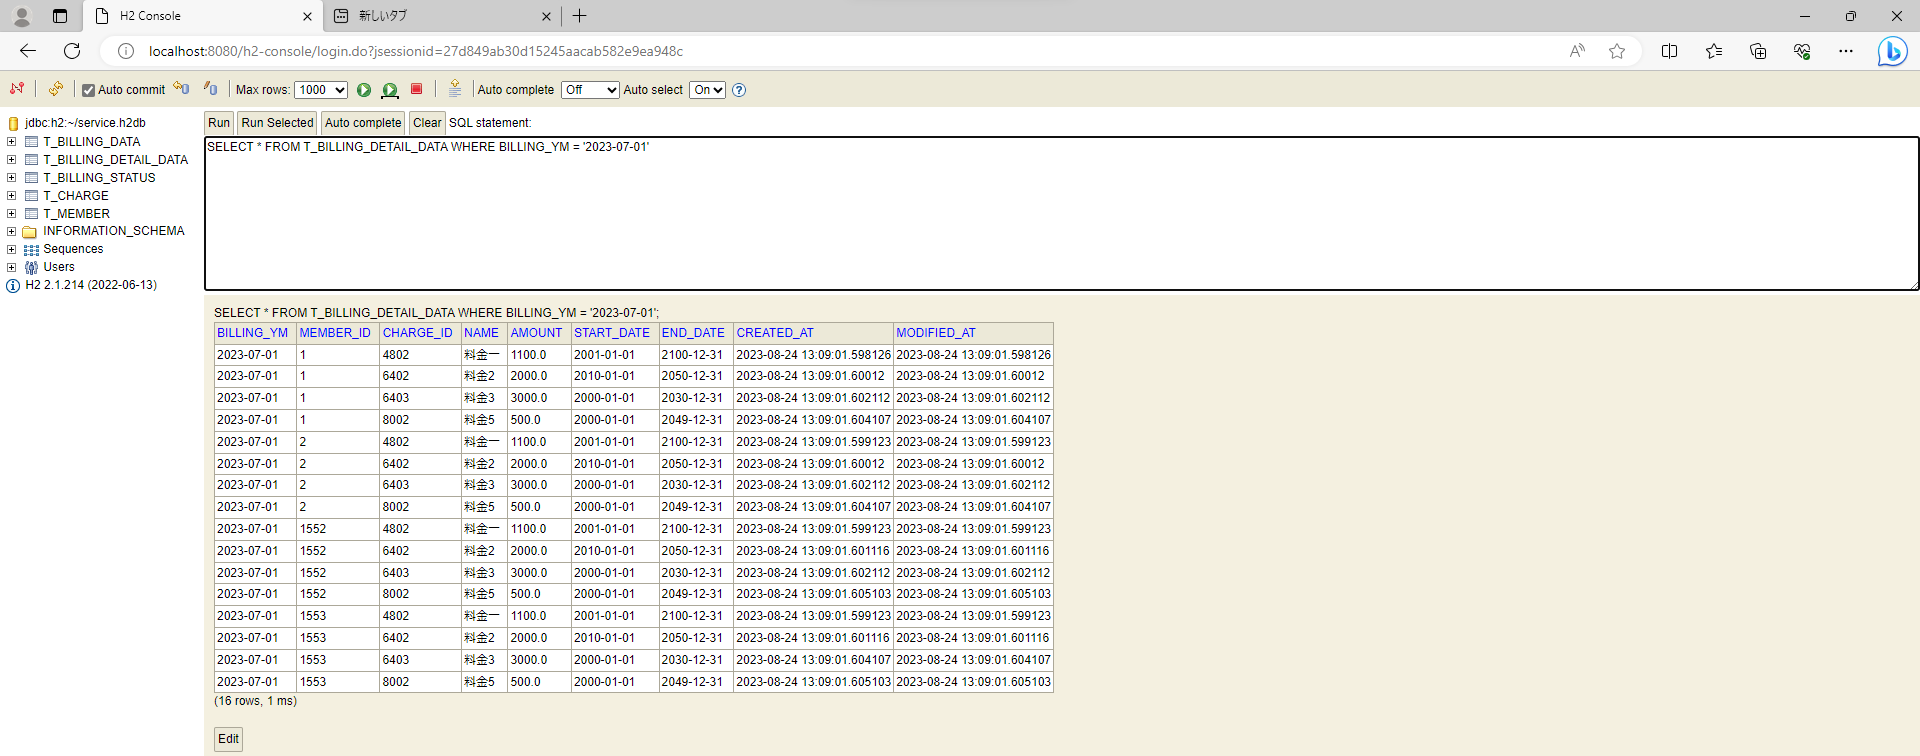 H2 Console
新しいタブ
localhost:8080/h2-console/login.do?jsessionid=27d849ab30d15245aacab582e9ea948c
Auto commit Max rows: 1000 Auto complete Off Auto select On
jdbc:h2:~/service.h2db
T_BILLING_DATA
T_BILLING_DETAIL_DATA
T_BILLING_STATUS
T_CHARGE
T_MEMBER
INFORMATION_SCHEMA
Sequences
Users
H2 2.1.214 (2022-06-13)
Run Run Selected Auto complete Clear SQL statement:
SELECT * FROM T_BILLING_DETAIL_DATA WHERE BILLING_YM = '2023-07-01'
SELECT * FROM T_BILLING_DETAIL_DATA WHERE BILLING_YM = '2023-07-01';
BILLING_YM MEMBER_ID CHARGE_ID NAME AMOUNT START_DATE END_DATE CREATED_AT MODIFIED_AT
2023-07-01 1 4802 料金一 1100.0 2001-01-01 2100-12-31 2023-08-24 13:09:01.598126 2023-08-24 13:09:01.598126
2023-07-01 1 6402 料金2 2000.0 2010-01-01 2050-12-31 2023-08-24 13:09:01.60012 2023-08-24 13:09:01.60012
2023-07-01 1 6403 料金3 3000.0 2000-01-01 2030-12-31 2023-08-24 13:09:01.602112 2023-08-24 13:09:01.602112
2023-07-01 1 8002 料金5 500.0 2000-01-01 2049-12-31 2023-08-24 13:09:01.604107 2023-08-24 13:09:01.604107
2023-07-01 2 4802 料金一 1100.0 2001-01-01 2100-12-31 2023-08-24 13:09:01.599123 2023-08-24 13:09:01.599123
2023-07-01 2 6402 料金2 2000.0 2010-01-01 2050-12-31 2023-08-24 13:09:01.60012 2023-08-24 13:09:01.60012
2023-07-01 2 6403 料金3 3000.0 2000-01-01 2030-12-31 2023-08-24 13:09:01.602112 2023-08-24 13:09:01.602112
2023-07-01 2 8002 料金5 500.0 2000-01-01 2049-12-31 2023-08-24 13:09:01.604107 2023-08-24 13:09:01.604107
2023-07-01 1552 4802 料金一 1100.0 2001-01-01 2100-12-31 2023-08-24 13:09:01.599123 2023-08-24 13:09:01.599123
2023-07-01 1552 6402 料金2 2000.0 2010-01-01 2050-12-31 2023-08-24 13:09:01.601116 2023-08-24 13:09:01.601116
2023-07-01 1552 6403 料金3 3000.0 2000-01-01 2030-12-31 2023-08-24 13:09:01.602112 2023-08-24 13:09:01.602112
2023-07-01 1552 8002 料金5 500.0 2000-01-01 2049-12-31 2023-08-24 13:09:01.605103 2023-08-24 13:09:01.605103
2023-07-01 1553 4802 料金一 1100.0 2001-01-01 2100-12-31 2023-08-24 13:09:01.599123 2023-08-24 13:09:01.599123
2023-07-01 1553 6402 料金2 2000.0 2010-01-01 2050-12-31 2023-08-24 13:09:01.601116 2023-08-24 13:09:01.601116
2023-07-01 1553 6403 料金3 3000.0 2000-01-01 2030-12-31 2023-08-24 13:09:01.604107 2023-08-24 13:09:01.604107
2023-07-01 1553 8002 料金5 500.0 2000-01-01 2049-12-31 2023-08-24 13:09:01.605103 2023-08-24 13:09:01.605103
(16 rows, 1 ms)
Edit